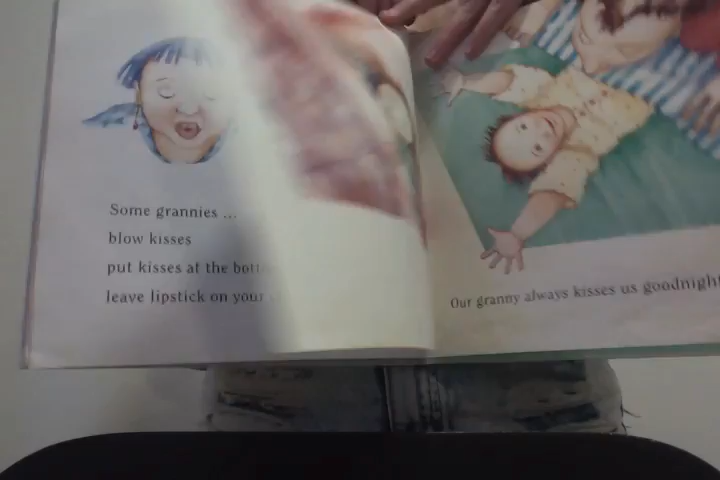 Some grannies ...
blow kisses
put kisses at the
leave lipstick on your
Our granny always kisses us goodnight